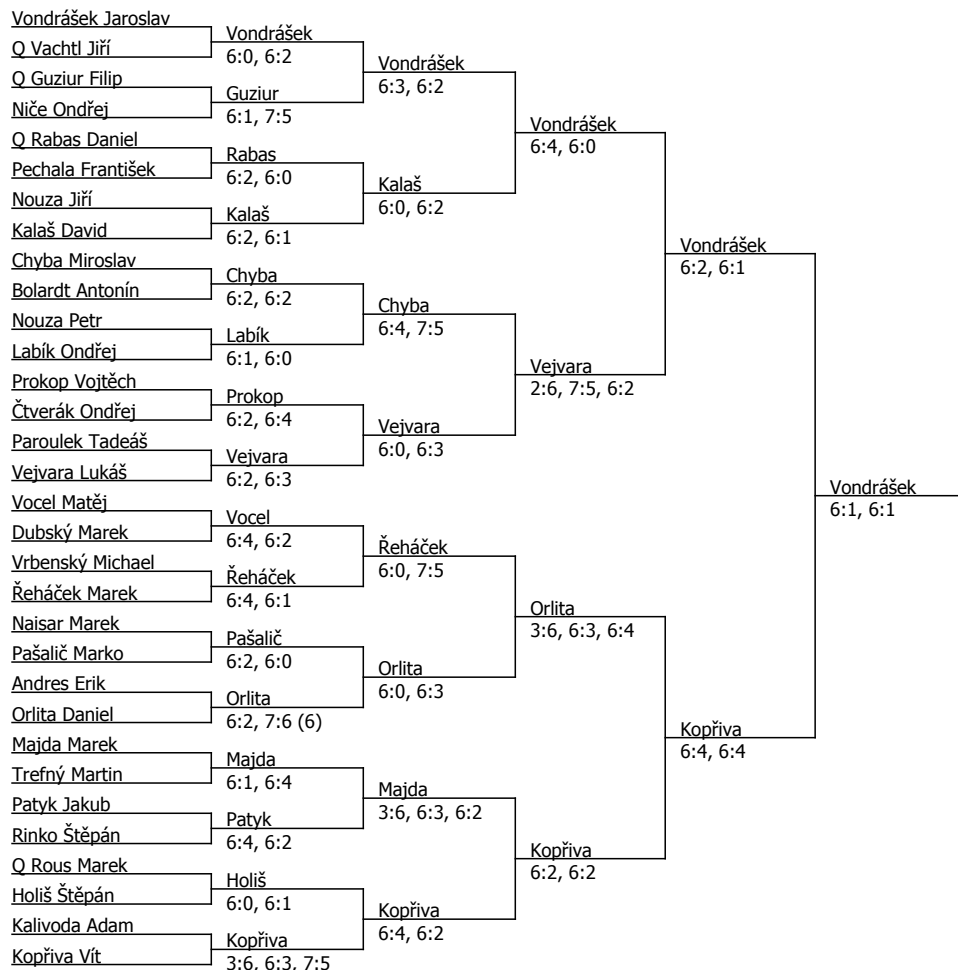 Vondrášek Jaroslav
Q Vachtl Jiří
Q Guziur Filip
Niče Ondřej
Q Rabas Daniel
Pechala František
Nouza Jiří
Kalaš David
Chyba Miroslav
Bolardt Antonín
Nouza Petr
Labík Ondřej
Prokop Vojtěch
Čtverák Ondřej
Paroulek Tadeáš
Vejvara Lukáš
Vocel Matěj
Dubský Marek
Vrbenský Michael
Řeháček Marek
Naisar Marek
Pašalič Marko
Andres Erik
Orlita Daniel
Majda Marek
Trefný Martin
Patyk Jakub
Rinko Štěpán
Q Rous Marek
Holiš Štěpán
Kalivoda Adam
Kopřiva Vít
Vondrášek
6:0, 6:2
Guziur
6:1, 7:5
Rabas
6:2, 6:0
Kalaš
6:2, 6:1
Chyba
6:2, 6:2
Labík
6:1, 6:0
Prokop
6:2, 6:4
Vejvara
6:2, 6:3
Vocel
6:4, 6:2
Řeháček
6:4, 6:1
Pašalič
6:2, 6:0
Orlita
6:2, 7:6 (6)
Majda
6:1, 6:4
Patyk
6:4, 6:2
Holiš
6:0, 6:1
Kopřiva
3:6, 6:3, 7:5
Vondrášek
6:3, 6:2
Kalaš
6:0, 6:2
Chyba
6:4, 7:5
Vejvara
6:0, 6:3
Řeháček
6:0, 7:5
Orlita
6:0, 6:3
Majda
3:6, 6:3, 6:2
Kopřiva
6:4, 6:2
Vondrášek
6:4, 6:0
Vejvara
2:6, 7:5, 6:2
Orlita
3:6, 6:3, 6:4
Kopřiva
6:2, 6:2
Vondrášek
6:2, 6:1
Kopřiva
6:4, 6:4
Vondrášek
6:1, 6:1